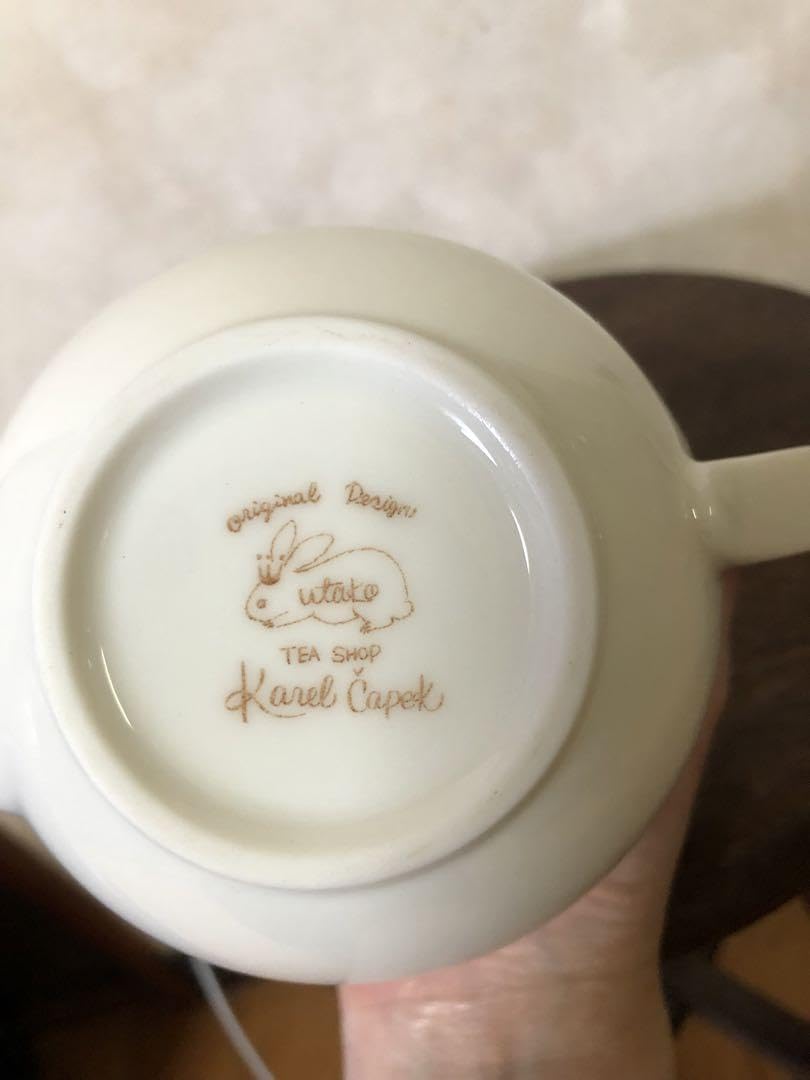 original Design
utako
TEA SHOP
Karel Čapek